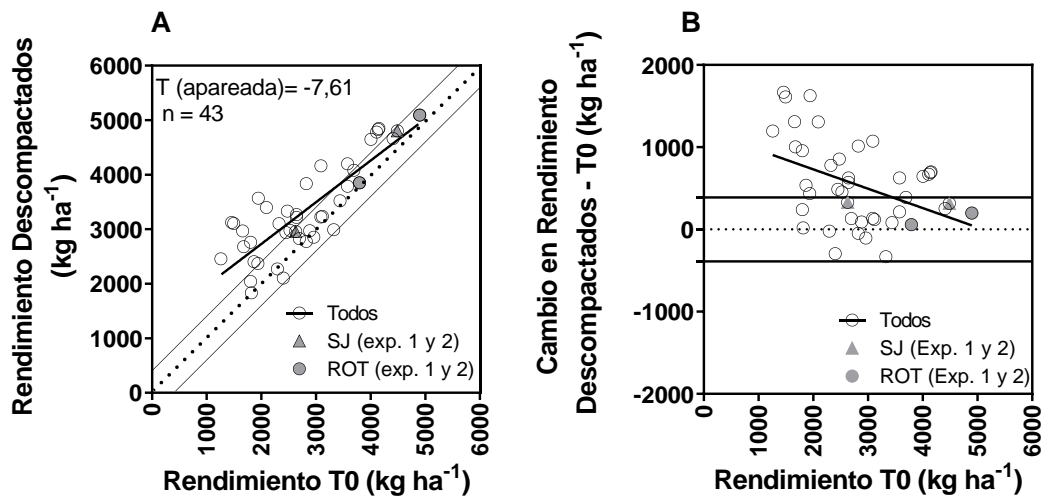 A
Rendimiento Descompactados
(kg ha⁻¹)
6000
5000
4000
3000
2000
1000
0
T (apareada)= -7,61
n = 43
Todos
SJ (exp. 1 y 2)
ROT (exp. 1 y 2)
0
1000
2000
3000
4000
5000
6000
Rendimiento T0 (kg ha⁻¹)
B
Cambio en Rendimiento
Descompactados - T0 (kg ha⁻¹)
2000
1000
0
-1000
-2000
Todos
SJ (Exp. 1 y 2)
ROT (Exp. 1 y 2)
0
1000
2000
3000
4000
5000
6000
Rendimiento T0 (kg ha⁻¹)